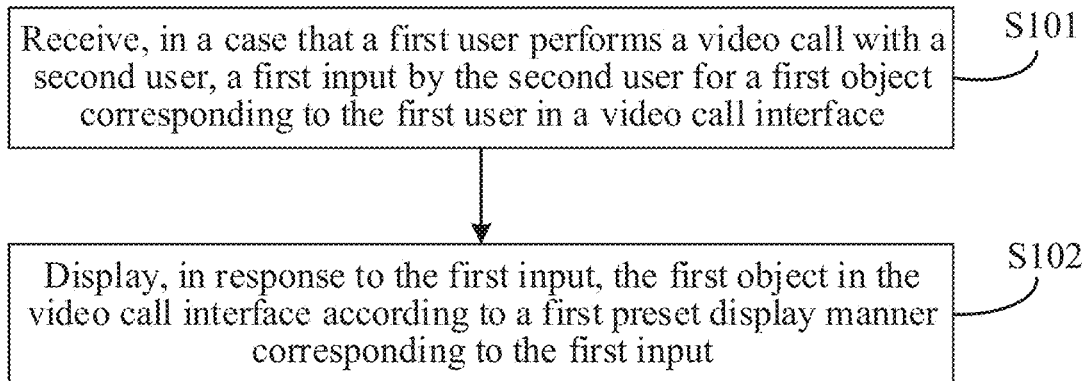 Receive, in a case that a first user performs a video call with a
second user, a first input by the second user for a first object
corresponding to the first user in a video call interface
S101
Display, in response to the first input, the first object in the
video call interface according to a first preset display manner
corresponding to the first input
S102